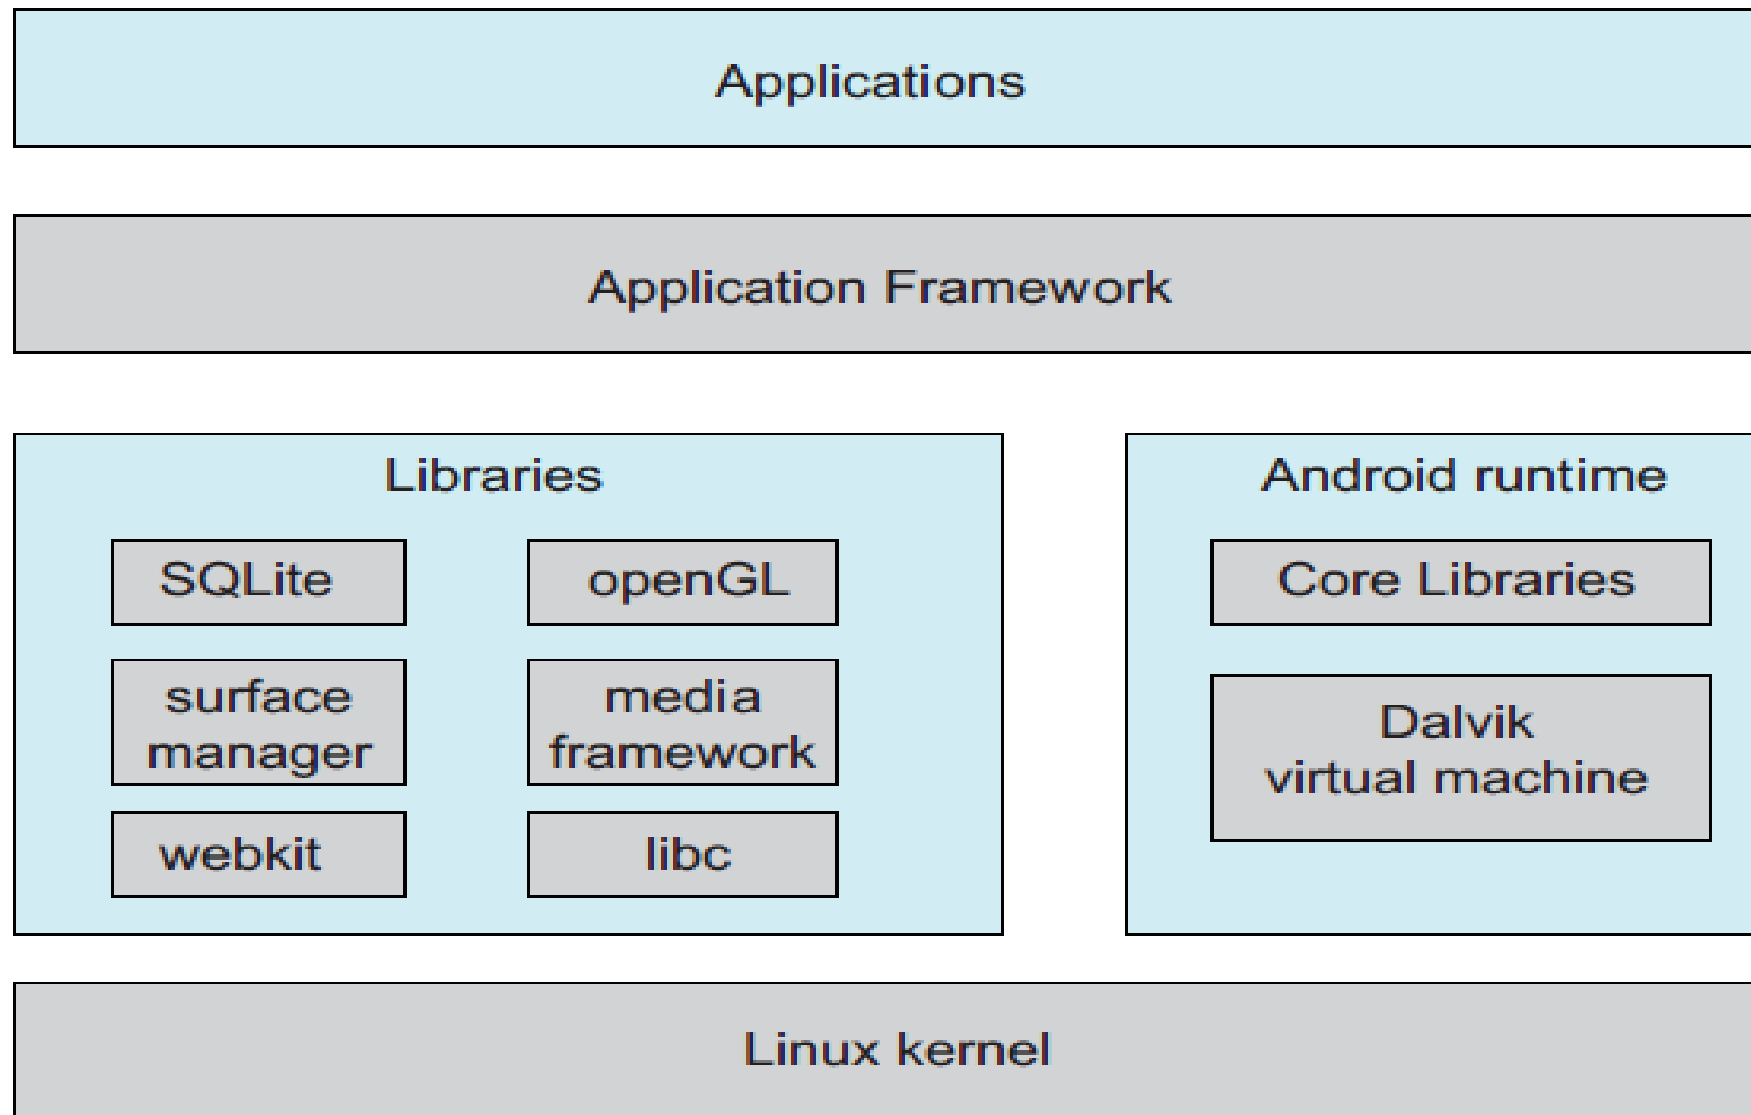 Applications
Application Framework
Libraries
SQLite
openGL
surface
manager
media
framework
webkit
libc
Android runtime
Core Libraries
Dalvik
virtual machine
Linux kernel